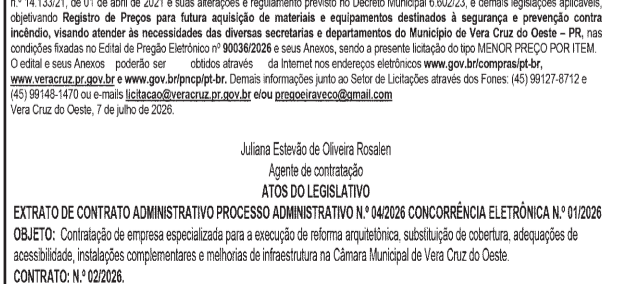 n.º 14.133/21, de 01 de abril de 2021 e suas alterações e regulamento previsto no Decreto Municipal 6.602/23, e demais legislações aplicáveis,
objetivando Registro de Preços para futura aquisição de materiais e equipamentos destinados à segurança e prevenção contra
incêndio, visando atender às necessidades das diversas secretarias e departamentos do Município de Vera Cruz do Oeste – PR, nas
condições fixadas no Edital de Pregão Eletrônico nº 90036/2026 e seus Anexos, sendo a presente licitação do tipo MENOR PREÇO POR ITEM.
O edital e seus Anexos poderão ser obtidos através da Internet nos endereços eletrônicos www.gov.br/compras/pt-br,
www.veracruz.pr.gov.br e www.gov.br/pncp/pt-br. Demais informações junto ao Setor de Licitações através dos Fones: (45) 99127-8712 e
(45) 99148-1470 ou e-mails licitacao@veracruz.pr.gov.br e/ou pregoeiraveco@gmail.com
Vera Cruz do Oeste, 7 de julho de 2026.
Juliana Estevão de Oliveira Rosalen
Agente de contratação
ATOS DO LEGISLATIVO
EXTRATO DE CONTRATO ADMINISTRATIVO PROCESSO ADMINISTRATIVO N.º 04/2026 CONCORRÊNCIA ELETRÔNICA N.º 01/2026
OBJETO: Contratação de empresa especializada para a execução de reforma arquitetônica, substituição de cobertura, adequações de
acessibilidade, instalações complementares e melhorias de infraestrutura na Câmara Municipal de Vera Cruz do Oeste.
CONTRATO: N.º 02/2026.